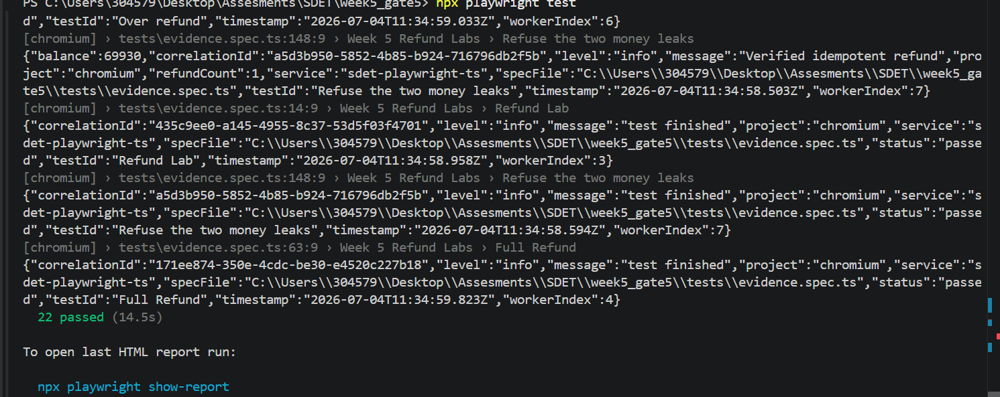 PS C:\Users\304579\Desktop\Assesments\SDET\week5_gate5> npx playwright test
d","testId":"Over refund","timestamp":"2026-07-04T11:34:59.033Z","workerIndex":6}
[chromium] › tests\evidence.spec.ts:148:9 › Week 5 Refund Labs › Refuse the two money leaks
{"balance":69930,"correlationId":"a5d3b950-5852-4b85-b924-716796db2f5b","level":"info","message":"Verified idempotent refund","pro
ject":"chromium","refundCount":1,"service":"sdet-playwright-ts","specFile":"C:\\Users\\304579\\Desktop\\Assesments\\SDET\\week5_ga
te5\\tests\\evidence.spec.ts","testId":"Refuse the two money leaks","timestamp":"2026-07-04T11:34:58.503Z","workerIndex":7}
[chromium] › tests\evidence.spec.ts:14:9 › Week 5 Refund Labs › Refund Lab
{"correlationId":"435c9ee0-a145-4955-8c37-53d5f03f4701","level":"info","message":"test finished","project":"chromium","service":"s
det-playwright-ts","specFile":"C:\\Users\\304579\\Desktop\\Assesments\\SDET\\week5_gate5\\tests\\evidence.spec.ts","status":"passe
d","testId":"Refund Lab","timestamp":"2026-07-04T11:34:58.958Z","workerIndex":3}
[chromium] › tests\evidence.spec.ts:148:9 › Week 5 Refund Labs › Refuse the two money leaks
{"correlationId":"a5d3b950-5852-4b85-b924-716796db2f5b","level":"info","message":"test finished","project":"chromium","service":"s
det-playwright-ts","specFile":"C:\\Users\\304579\\Desktop\\Assesments\\SDET\\week5_gate5\\tests\\evidence.spec.ts","status":"passe
d","testId":"Refuse the two money leaks","timestamp":"2026-07-04T11:34:58.594Z","workerIndex":7}
[chromium] › tests\evidence.spec.ts:63:9 › Week 5 Refund Labs › Full Refund
{"correlationId":"171ee874-350e-4cdc-be30-e4520c227b18","level":"info","message":"test finished","project":"chromium","service":"s
det-playwright-ts","specFile":"C:\\Users\\304579\\Desktop\\Assesments\\SDET\\week5_gate5\\tests\\evidence.spec.ts","status":"passe
d","testId":"Full Refund","timestamp":"2026-07-04T11:34:59.823Z","workerIndex":4}
22 passed (14.5s)
To open last HTML report run:
npx playwright show-report